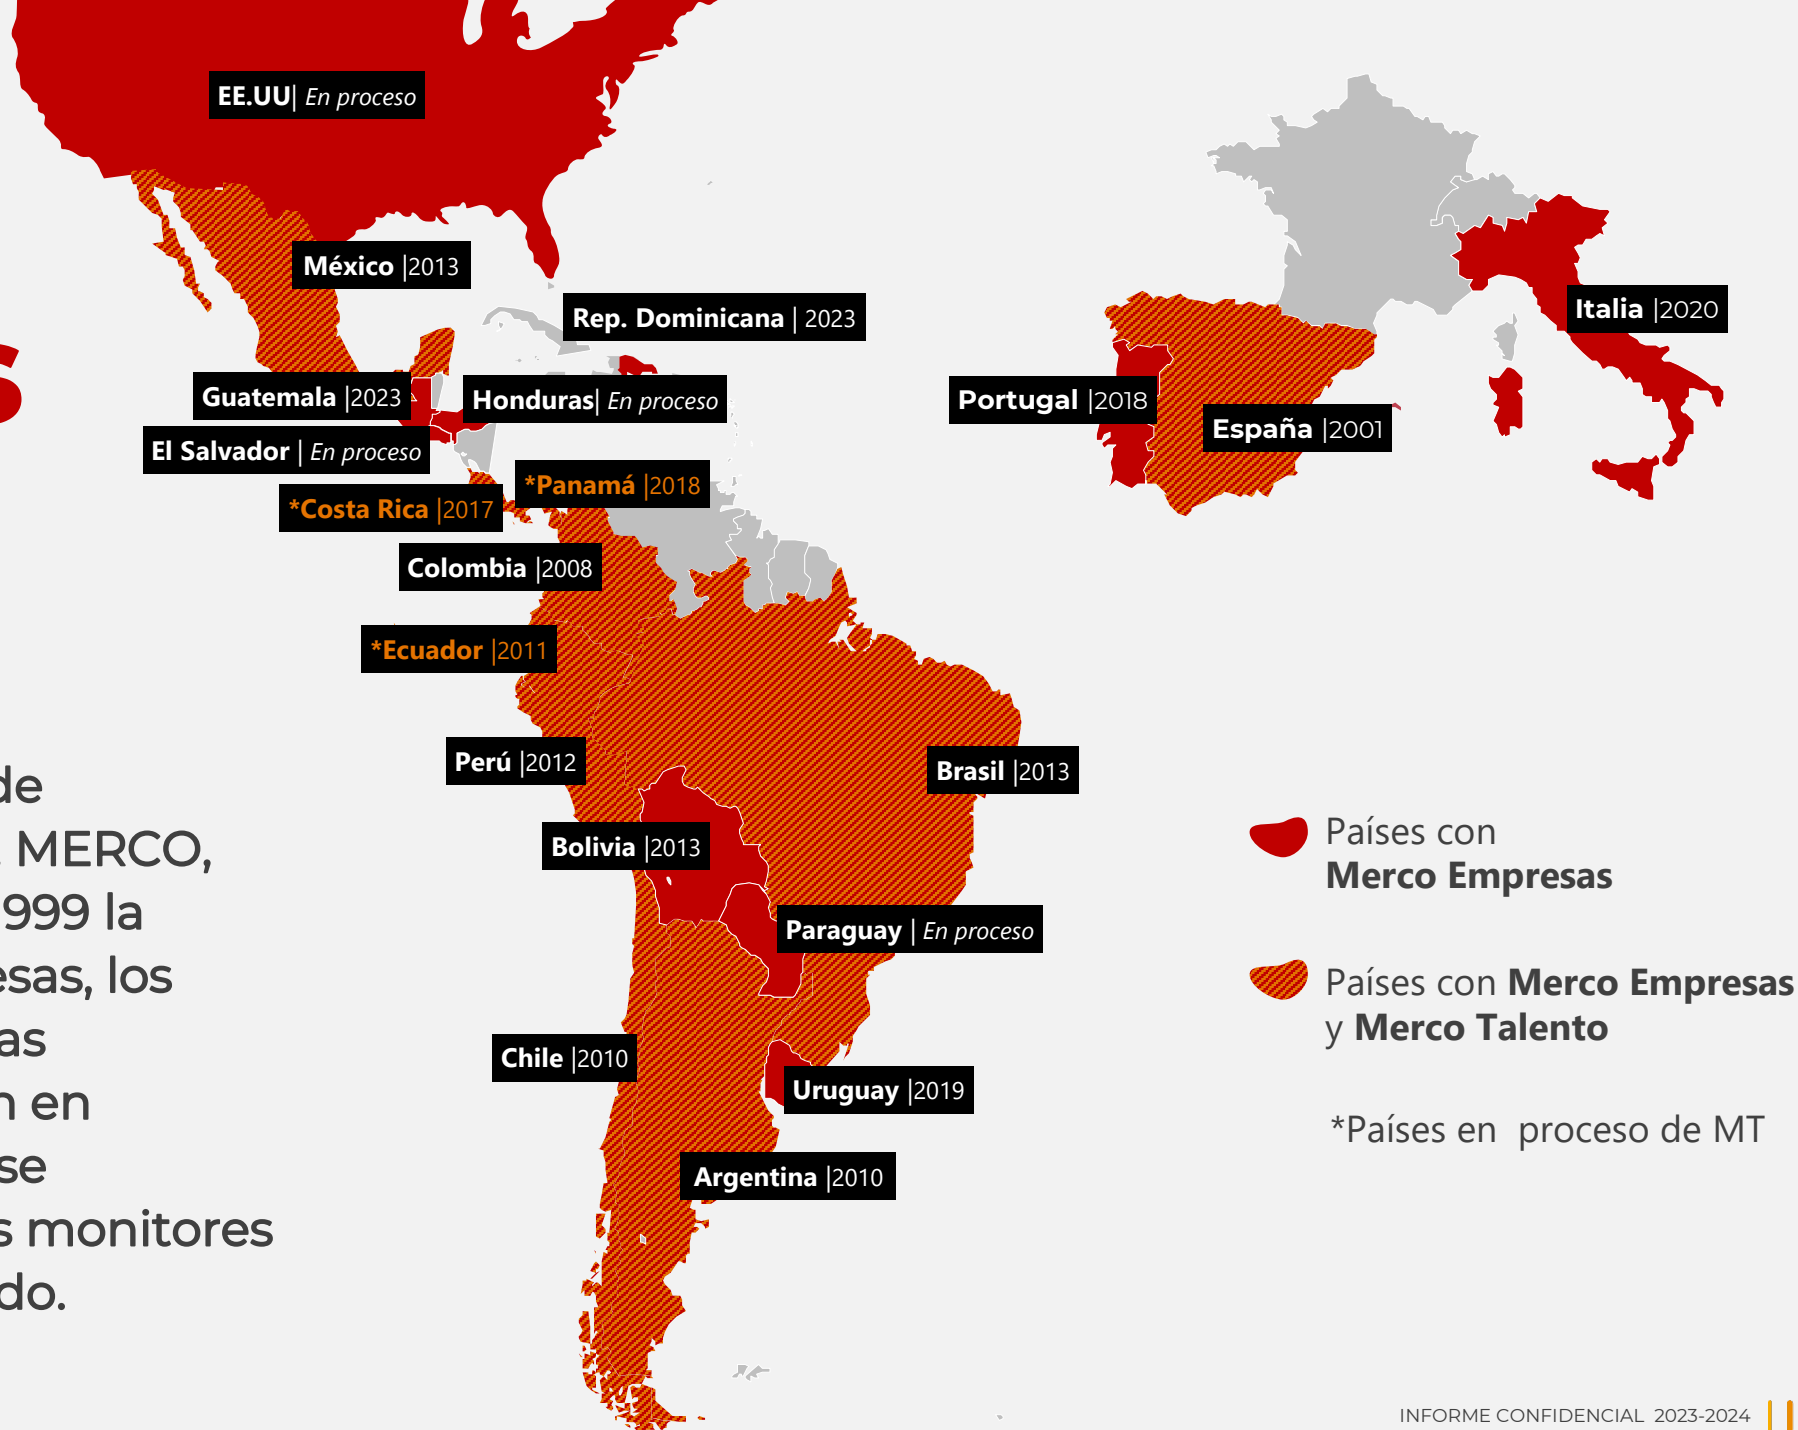 EE.UU| En proceso
México |2013
Rep. Dominicana | 2023
Guatemala |2023
Honduras| En proceso
El Salvador | En proceso
*Panamá |2018
*Costa Rica |2017
Colombia |2008
*Ecuador |2011
Perú |2012
Brasil |2013
Bolivia |2013
Paraguay | En proceso
Chile |2010
Uruguay |2019
Argentina |2010
Italia |2020
Portugal |2018
España |2001
de
MERCO,
999 la
esas, los
as
n en
se
s monitores
do.
Países con
Merco Empresas
Países con Merco Empresas
y Merco Talento
*Países en proceso de MT
INFORME CONFIDENCIAL 2023-2024